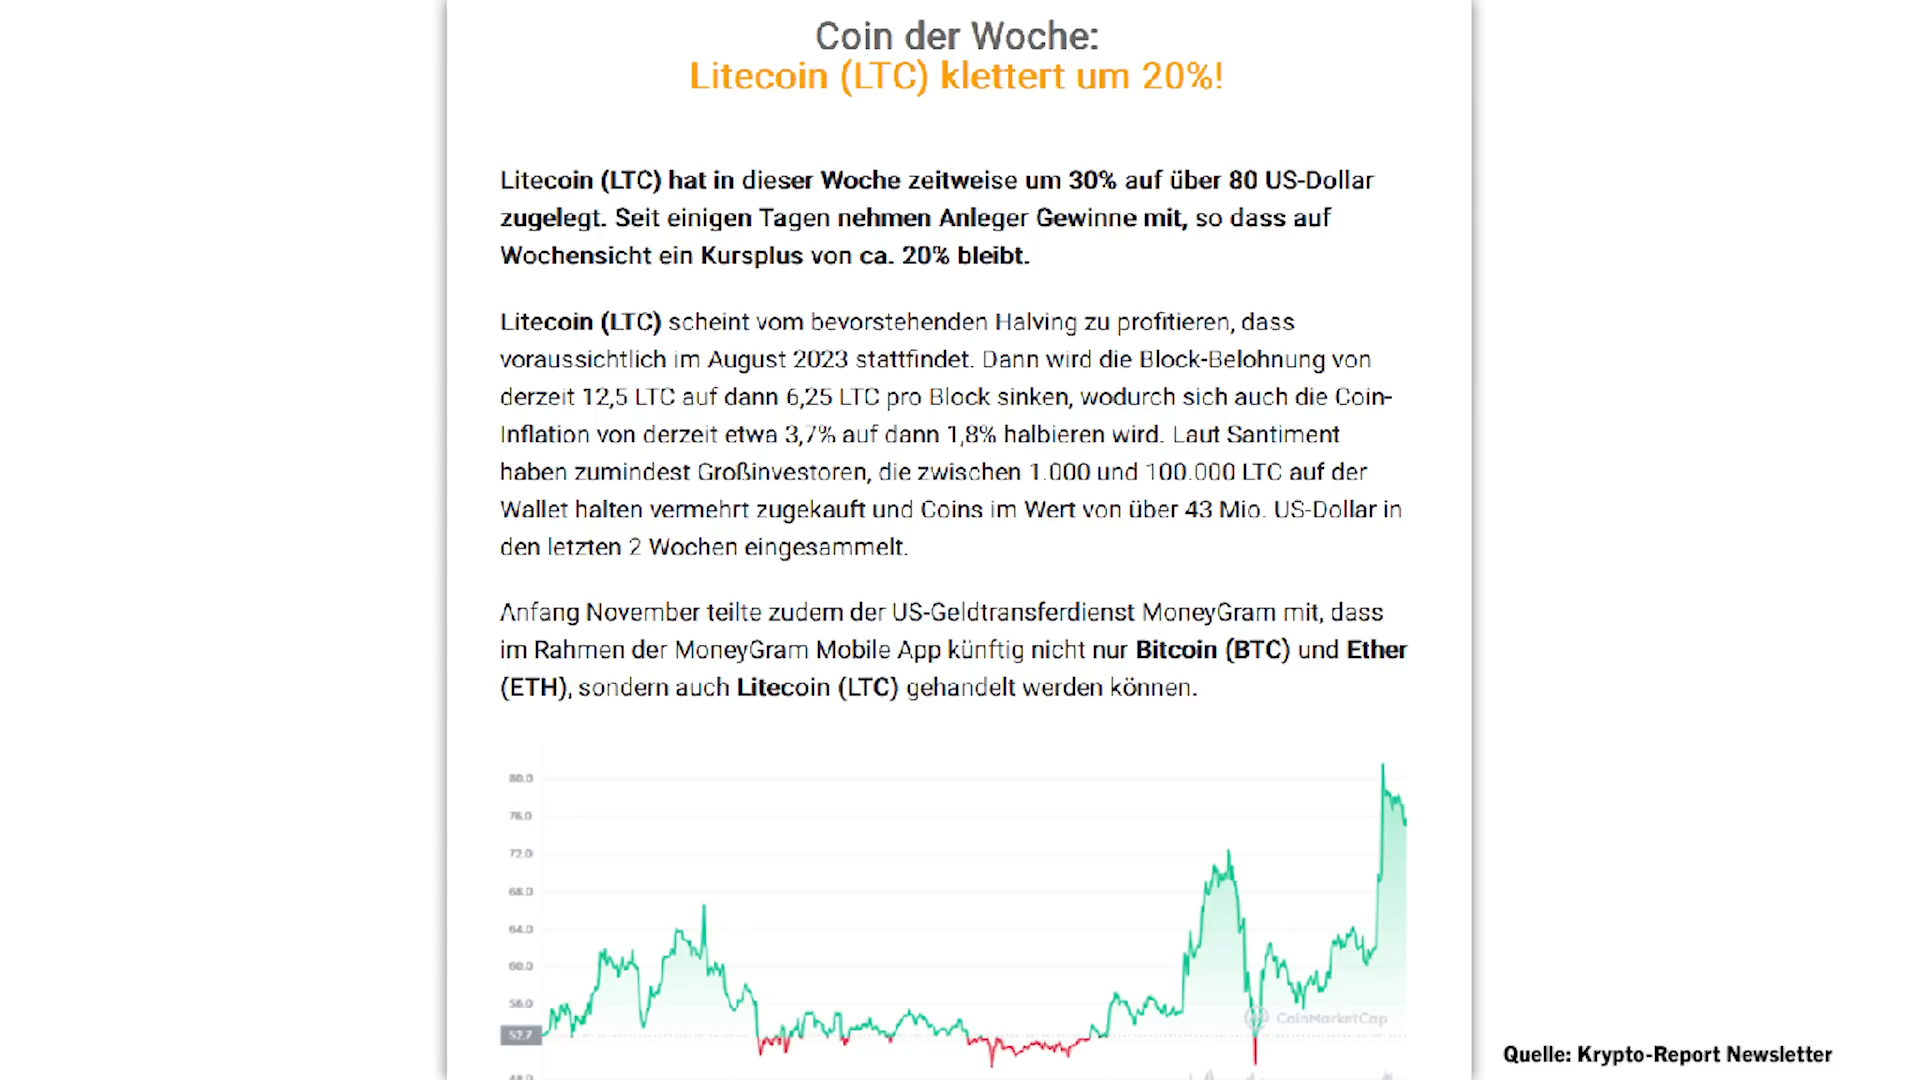 Coin der Woche:
Litecoin (LTC) klettert um 20%!
Litecoin (LTC) hat in dieser Woche zeitweise um 30% auf über 80 US-Dollar
zugelegt. Seit einigen Tagen nehmen Anleger Gewinne mit, so dass auf
Wochensicht ein Kursplus von ca. 20% bleibt.
Litecoin (LTC) scheint vom bevorstehenden Halving zu profitieren, dass
voraussichtlich im August 2023 stattfindet. Dann wird die Block-Belohnung von
derzeit 12,5 LTC auf dann 6,25 LTC pro Block sinken, wodurch sich auch die Coin-
Inflation von derzeit etwa 3,7% auf dann 1,8% halbieren wird. Laut Santiment
haben zumindest Großinvestoren, die zwischen 1.000 und 100.000 LTC auf der
Wallet halten vermehrt zugekauft und Coins im Wert von über 43 Mio. US-Dollar in
den letzten 2 Wochen eingesammelt.
Anfang November teilte zudem der US-Geldtransferdienst MoneyGram mit, dass
im Rahmen der MoneyGram Mobile App künftig nicht nur Bitcoin (BTC) und Ether
(ETH), sondern auch Litecoin (LTC) gehandelt werden können.
80.0
76.0
72.0
68.0
64.0
60.0
56.0
52.7
48.0
CoinMarketCap
Quelle: Krypto-Report Newsletter